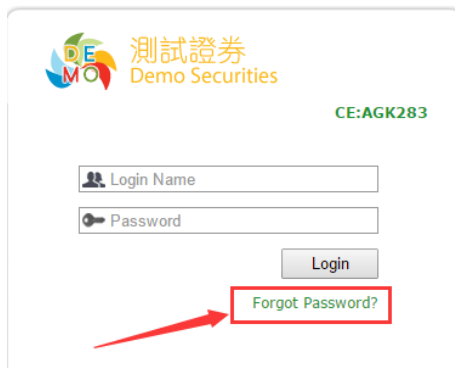 DE
MO
測試證券
Demo Securities
CE:AGK283
Login Name
Password
Login
Forgot Password?